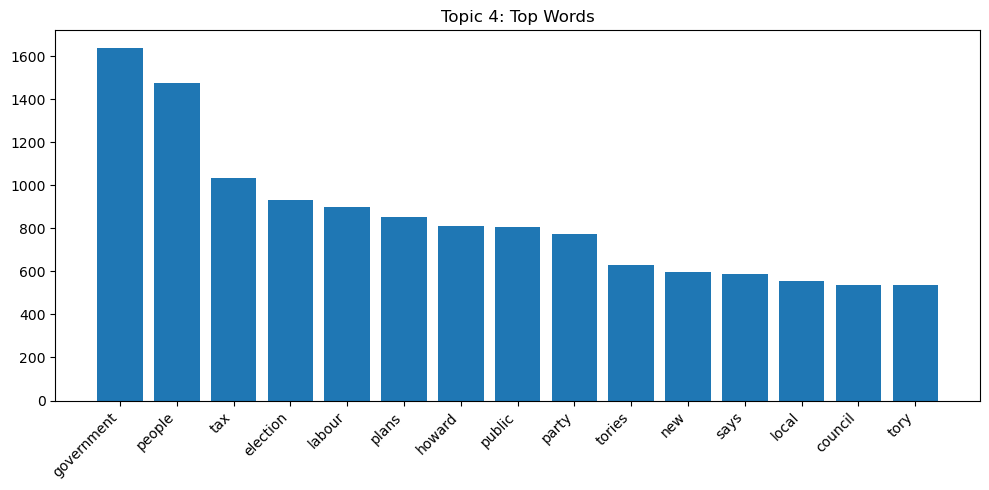 Topic 4: Top Words
1600
1400
1200
1000
800
600
400
200
0
government
people
tax
election
labour
plans
howard
public
party
tories
new
says
local
council
tory